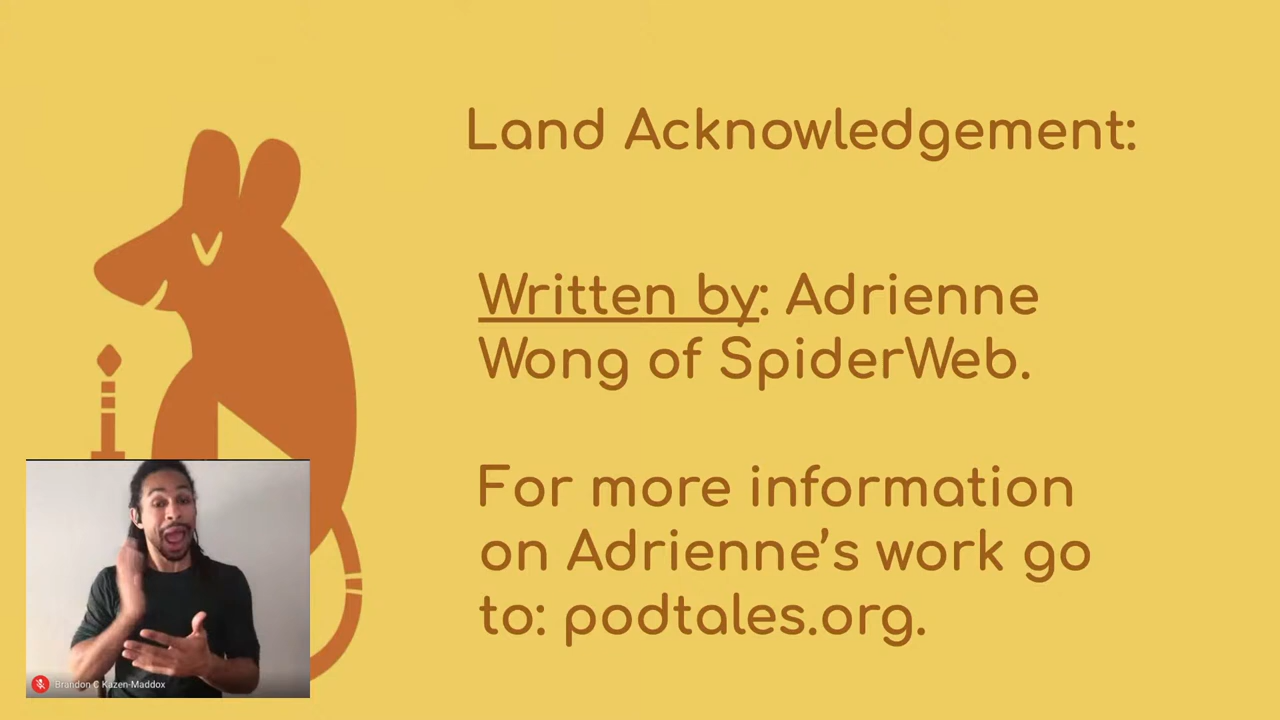 Land Acknowledgement:
Written by: Adrienne
Wong of SpiderWeb.
For more information
on Adrienne’s work go
to: podtales.org.
Brandon C Kazen-Maddox